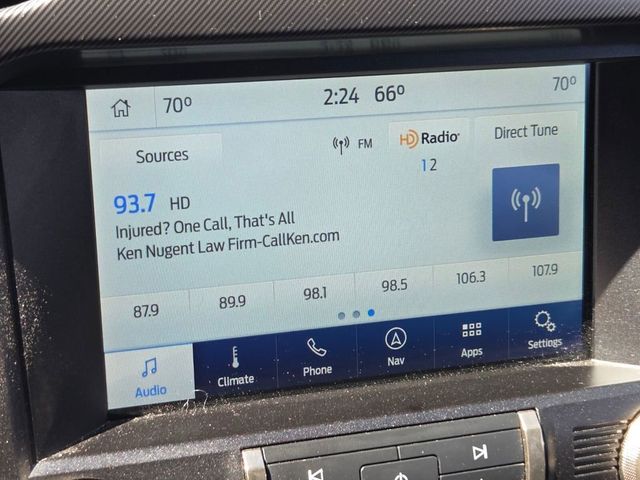 70° 2:24 66° 70°
Sources FM HD Radio Direct Tune
1 2
93.7 HD
Injured? One Call, That's All
Ken Nugent Law Firm-CallKen.com
87.9 89.9 98.1 98.5 106.3 107.9
Audio Climate Phone Nav Apps Settings